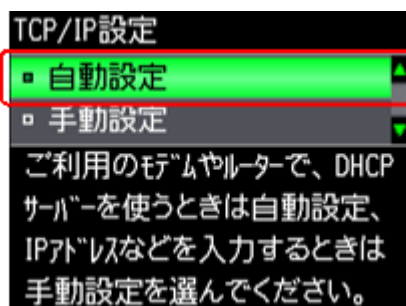 TCP/IP設定
自動設定
手動設定
ご利用のﾓﾃﾞﾑやﾙｰﾀｰで、DHCP
ｻｰﾊﾞｰを使うときは自動設定、
IPｱﾄﾞﾚｽなどを入力するときは
手動設定を選んでください。